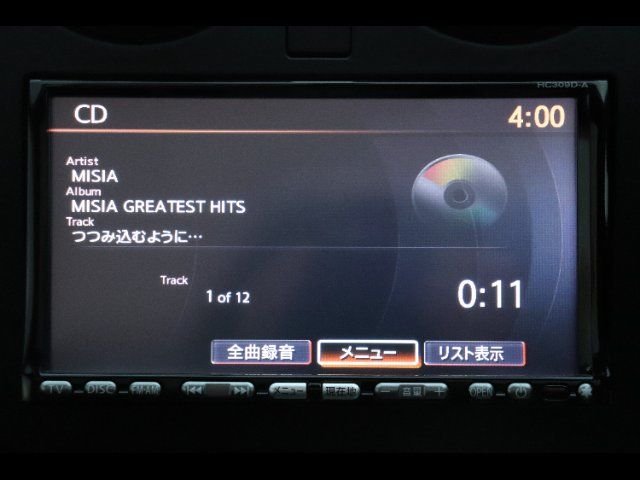 HC309D-A
CD
4:00
Artist
MISIA
Album
MISIA GREATEST HITS
Track
つつみ込むように…
Track
1 of 12
0:11
全曲録音 メニュー リスト表示
TV DISC FM·AM メニュー 現在地 − 音量 + OPEN